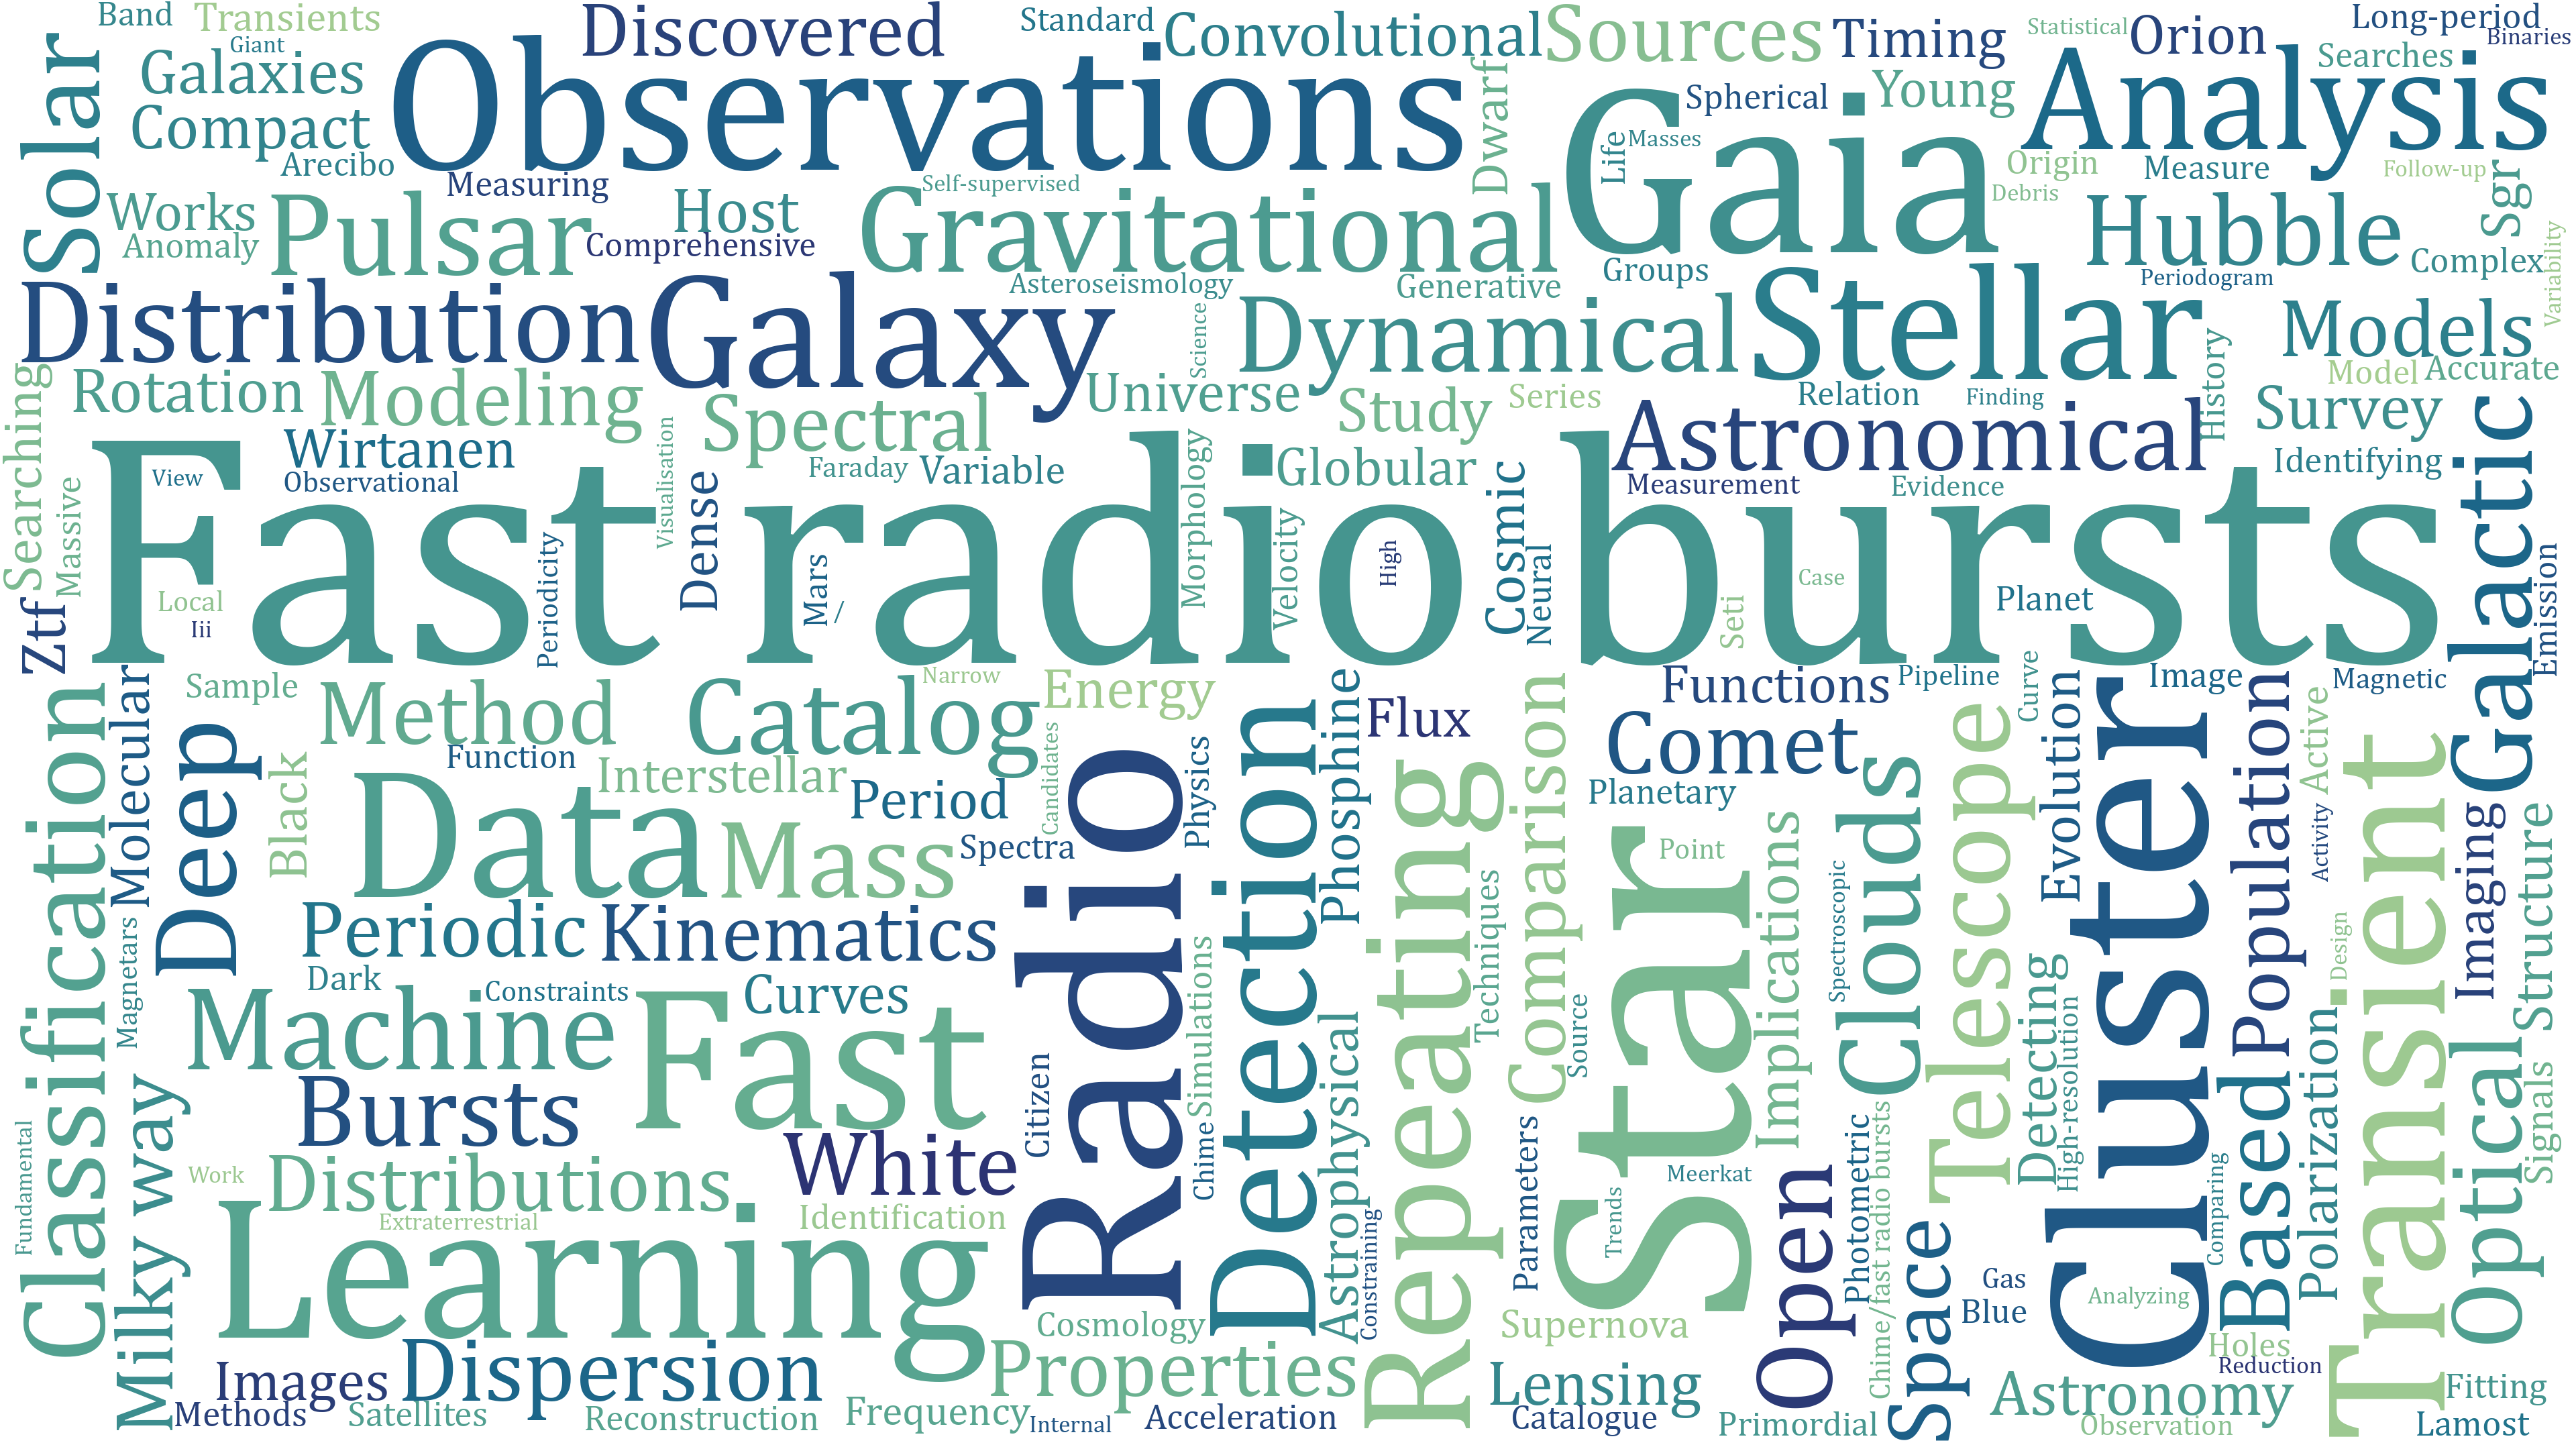 Band
Transients
Giant
Discovered
Standard
Convolutional
Sources
Timing
Statistical
Orion
Long-period
Binaries
Solar
Galaxies
Observations
Dwarf
Gaia
Spherical
Young
Analysis
Searches
Compact
Arecibo
Measuring
Self-supervised
Life
Masses
Origin
Debris
Measure
Follow-up
Sgr
Works
Anomaly
Pulsar
Host
Comprehensive
Gravitational
Groups
Hubble
Complex
Variability
Distribution
Galaxy
Asteroseismology
Generative
Science
Dynamical
Stellar
Periodogram
Models
History
Model
Accurate
Searching
Rotation
Modeling
Spectral
Universe
Study
Series
Relation
Finding
Survey
Galactic
Wirtanen
Observational
View
Visualisation
Faraday
Variable
Morphology
Globular
Astronomical
Measurement
Evidence
Identifying
Massive
Fast radio bursts
Dense
Periodicity
Mars
/
Velocity
High
Cosmic
Neural
Case
Seti
Planet
Emission
Ztf
Local
Iii
Molecular
Sample
Method
Catalog
Narrow
Energy
Phosphine
Flux
Comparison
Functions
Pipeline
Curve
Evolution
Image
Population
Magnetic
Active
Classification
Deep
Function
Interstellar
Candidates
Radio
Physics
Detection
Comet
Planetary
Clouds
Telescope
Cluster
Transient
Black
Data
Mass
Period
Spectra
Repeating
Techniques
Star
Point
Implications
Spectroscopic
Activity
Imaging
Structure
Magnetars
Periodic
Kinematics
Dark
Constraints
Curves
Simulations
Source
Detecting
High-resolution
Design
Machine
Fast
Bursts
Citizen
Chime
Astrophysical
Based
Polarization
Optical
Signals
Milky way
Fundamental
White
Work
Distributions
Extraterrestrial
Identification
Constraining
Parameters
Trends
Meerkat
Open
Photometric
Chime/fast radio bursts
Space
Gas
Blue
Analyzing
Comparing
Learning
Cosmology
Supernova
Holes
Reduction
Images
Methods
Dispersion
Satellites
Reconstruction
Frequency
Properties
Internal
Acceleration
Lensing
Catalogue
Primordial
Astronomy
Observation
Fitting
Lamost